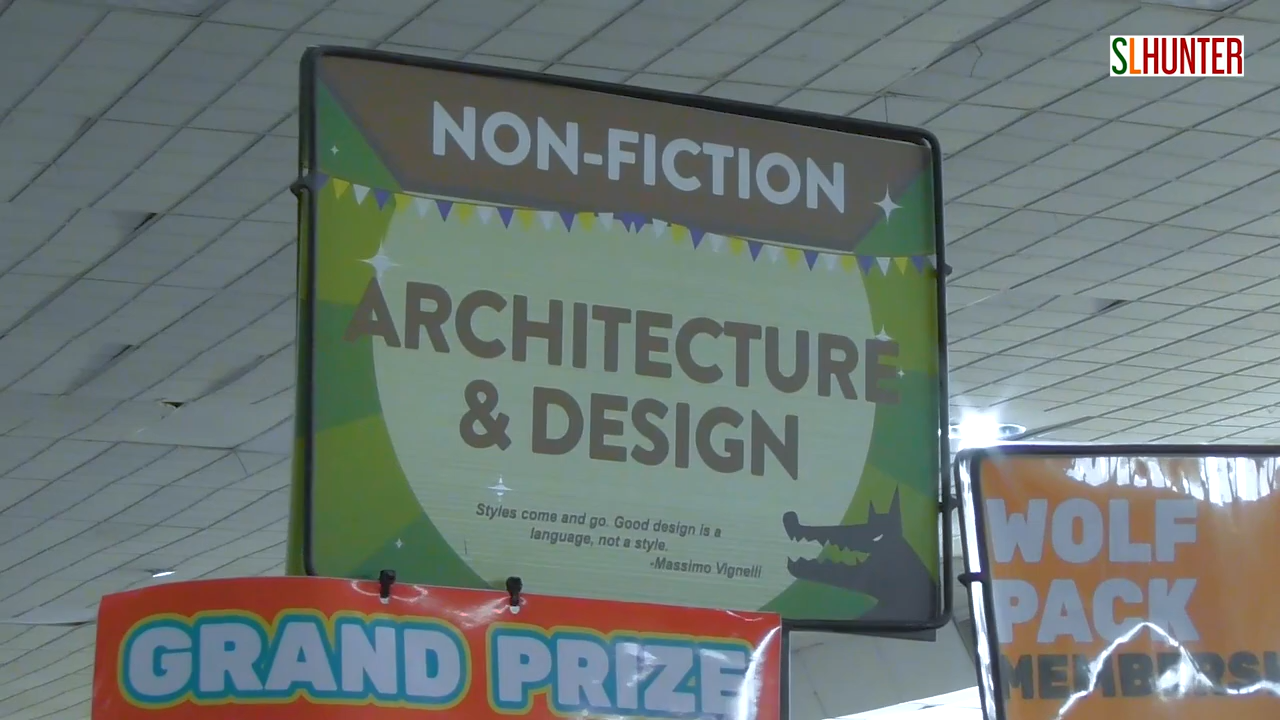 SLHUNTER
NON-FICTION
ARCHITECTURE
& DESIGN
Styles come and go. Good design is a
language, not a style.
-Massimo Vignelli
GRAND PRIZE
WOLF
PACK